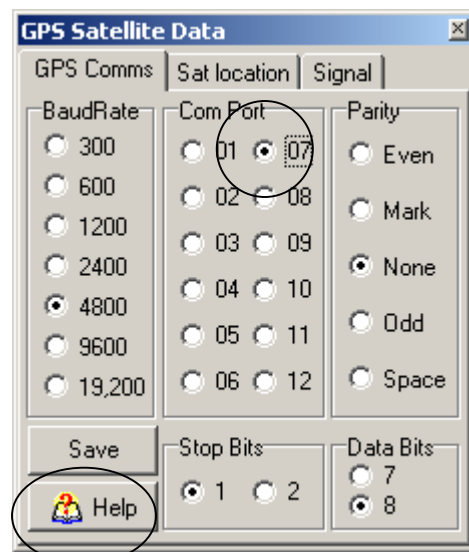 GPS Satellite Data
GPS Comms
Sat location
Signal
BaudRate
300
600
1200
2400
4800
9600
19,200
Com Port
01
02
03
04
05
06
07
08
09
10
11
12
Parity
Even
Mark
None
Odd
Space
Save
Help
Stop Bits
1
2
Data Bits
7
8